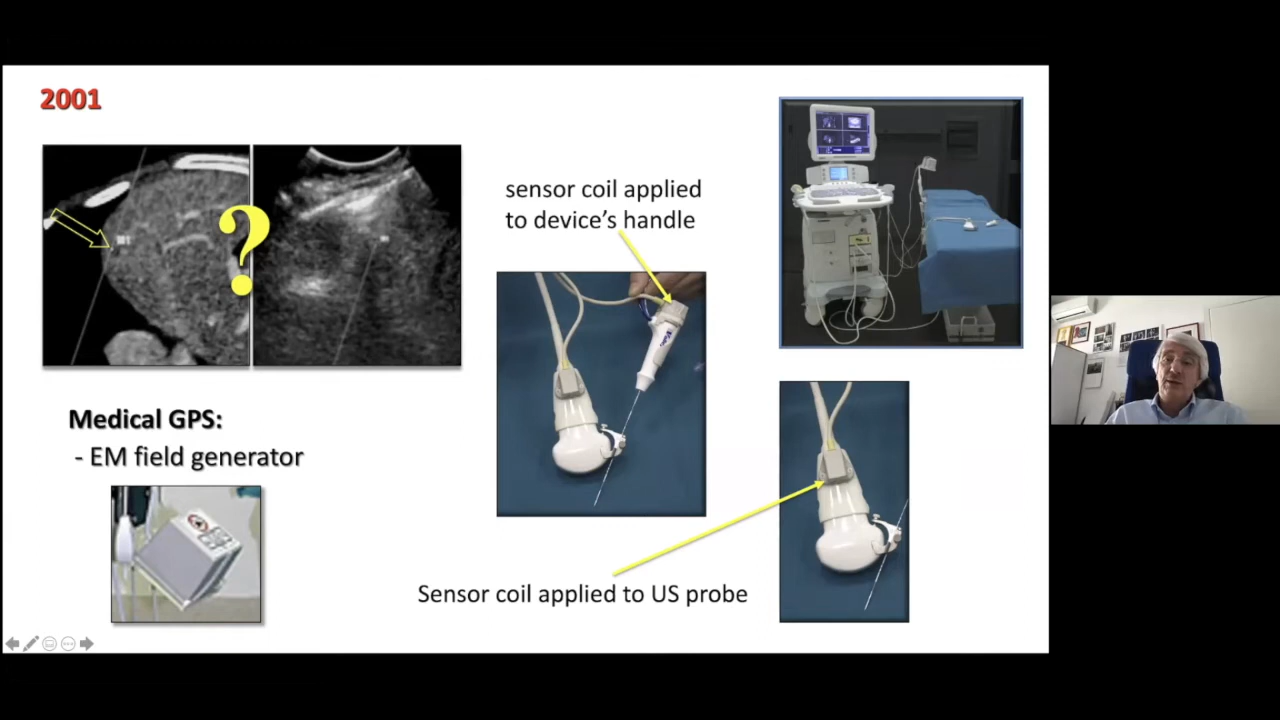 2001
?
sensor coil applied
to device's handle
Medical GPS:
- EM field generator
Sensor coil applied to US probe